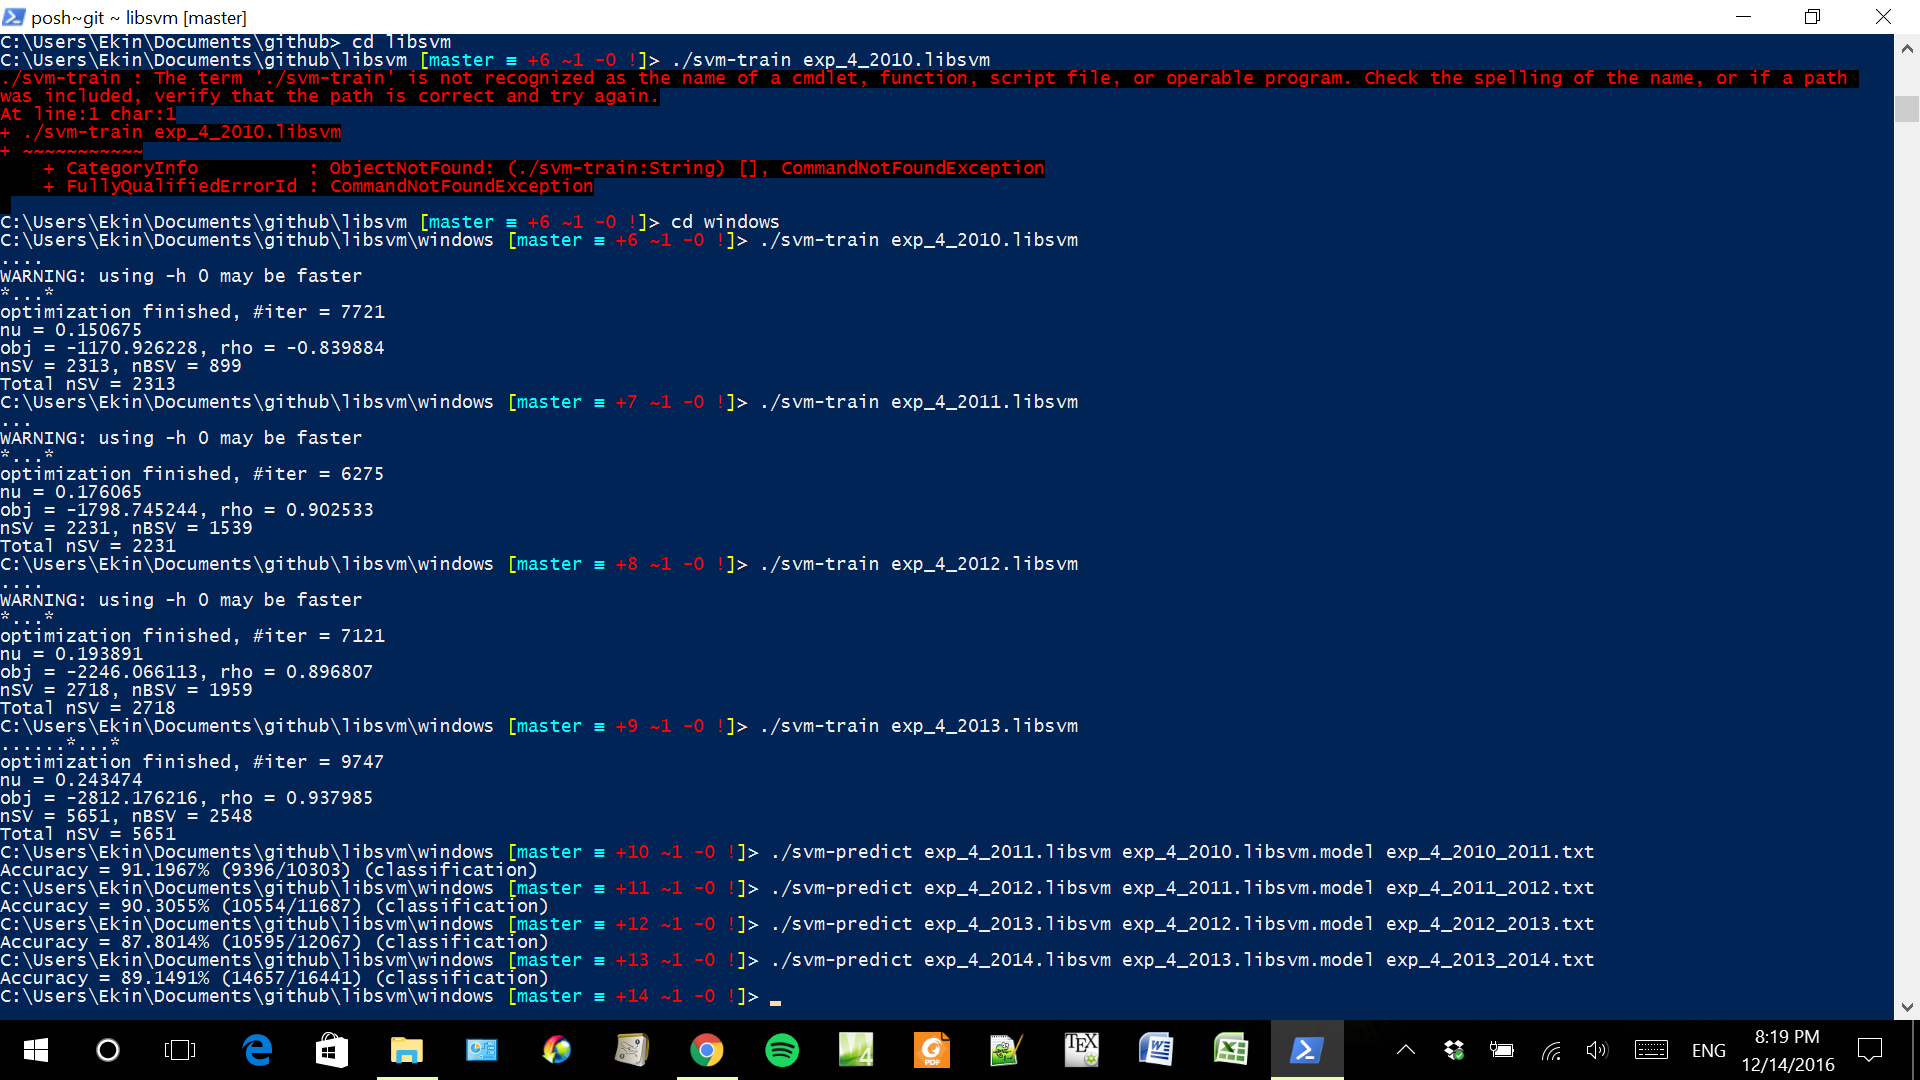 posh~git ~ libsvm [master]
C:\Users\Ekin\Documents\github> cd libsvm
C:\Users\Ekin\Documents\github\libsvm [master ≡ +6 ~1 -0 !]> ./svm-train exp_4_2010.libsvm
./svm-train : The term './svm-train' is not recognized as the name of a cmdlet, function, script file, or operable program. Check the spelling of the name, or if a path
was included, verify that the path is correct and try again.
At line:1 char:1
+ ./svm-train exp_4_2010.libsvm
+ ~~~~~~~~~~~
+ CategoryInfo : ObjectNotFound: (./svm-train:String) [], CommandNotFoundException
+ FullyQualifiedErrorId : CommandNotFoundException
C:\Users\Ekin\Documents\github\libsvm [master ≡ +6 ~1 -0 !]> cd windows
C:\Users\Ekin\Documents\github\libsvm\windows [master ≡ +6 ~1 -0 !]> ./svm-train exp_4_2010.libsvm
....
WARNING: using -h 0 may be faster
*...*
optimization finished, #iter = 7721
nu = 0.150675
obj = -1170.926228, rho = -0.839884
nSV = 2313, nBSV = 899
Total nSV = 2313
C:\Users\Ekin\Documents\github\libsvm\windows [master ≡ +7 ~1 -0 !]> ./svm-train exp_4_2011.libsvm
...
WARNING: using -h 0 may be faster
*...*
optimization finished, #iter = 6275
nu = 0.176065
obj = -1798.745244, rho = 0.902533
nSV = 2231, nBSV = 1539
Total nSV = 2231
C:\Users\Ekin\Documents\github\libsvm\windows [master ≡ +8 ~1 -0 !]> ./svm-train exp_4_2012.libsvm
....
WARNING: using -h 0 may be faster
*...*
optimization finished, #iter = 7121
nu = 0.193891
obj = -2246.066113, rho = 0.896807
nSV = 2718, nBSV = 1959
Total nSV = 2718
C:\Users\Ekin\Documents\github\libsvm\windows [master ≡ +9 ~1 -0 !]> ./svm-train exp_4_2013.libsvm
......*...*
optimization finished, #iter = 9747
nu = 0.243474
obj = -2812.176216, rho = 0.937985
nSV = 5651, nBSV = 2548
Total nSV = 5651
C:\Users\Ekin\Documents\github\libsvm\windows [master ≡ +10 ~1 -0 !]> ./svm-predict exp_4_2011.libsvm exp_4_2010.libsvm.model exp_4_2010_2011.txt
Accuracy = 91.1967% (9396/10303) (classification)
C:\Users\Ekin\Documents\github\libsvm\windows [master ≡ +11 ~1 -0 !]> ./svm-predict exp_4_2012.libsvm exp_4_2011.libsvm.model exp_4_2011_2012.txt
Accuracy = 90.3055% (10554/11687) (classification)
C:\Users\Ekin\Documents\github\libsvm\windows [master ≡ +12 ~1 -0 !]> ./svm-predict exp_4_2013.libsvm exp_4_2012.libsvm.model exp_4_2012_2013.txt
Accuracy = 87.8014% (10595/12067) (classification)
C:\Users\Ekin\Documents\github\libsvm\windows [master ≡ +13 ~1 -0 !]> ./svm-predict exp_4_2014.libsvm exp_4_2013.libsvm.model exp_4_2013_2014.txt
Accuracy = 89.1491% (14657/16441) (classification)
C:\Users\Ekin\Documents\github\libsvm\windows [master ≡ +14 ~1 -0 !]> _
4
PDF
TEX
ENG
8:19 PM
12/14/2016